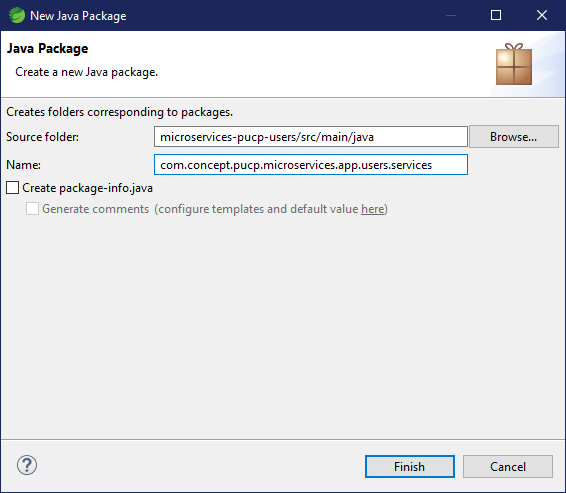 New Java Package
Java Package
Create a new Java package.
Creates folders corresponding to packages.
Source folder: microservices-pucp-users/src/main/java Browse...
Name: com.concept.pucp.microservices.app.users.services
Create package-info.java
Generate comments (configure templates and default value here)
? Finish Cancel